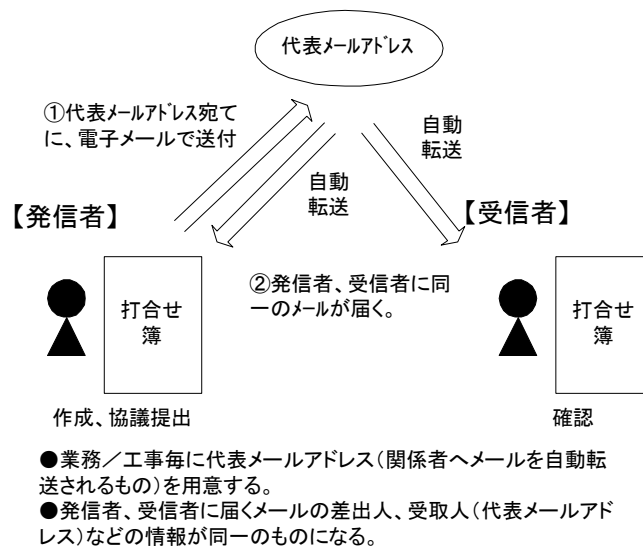 代表メールアドレス
①代表メールアドレス宛て
に、電子メールで送付
自動
転送
自動
転送
【発信者】
【受信者】
②発信者、受信者に同
一のメールが届く。
打合せ
簿
打合せ
簿
作成、協議提出
確認
●業務／工事毎に代表メールアドレス（関係者へメールを自動転
送されるもの）を用意する。
●発信者、受信者に届くメールの差出人、受取人（代表メールアド
レス）などの情報が同一のものになる。